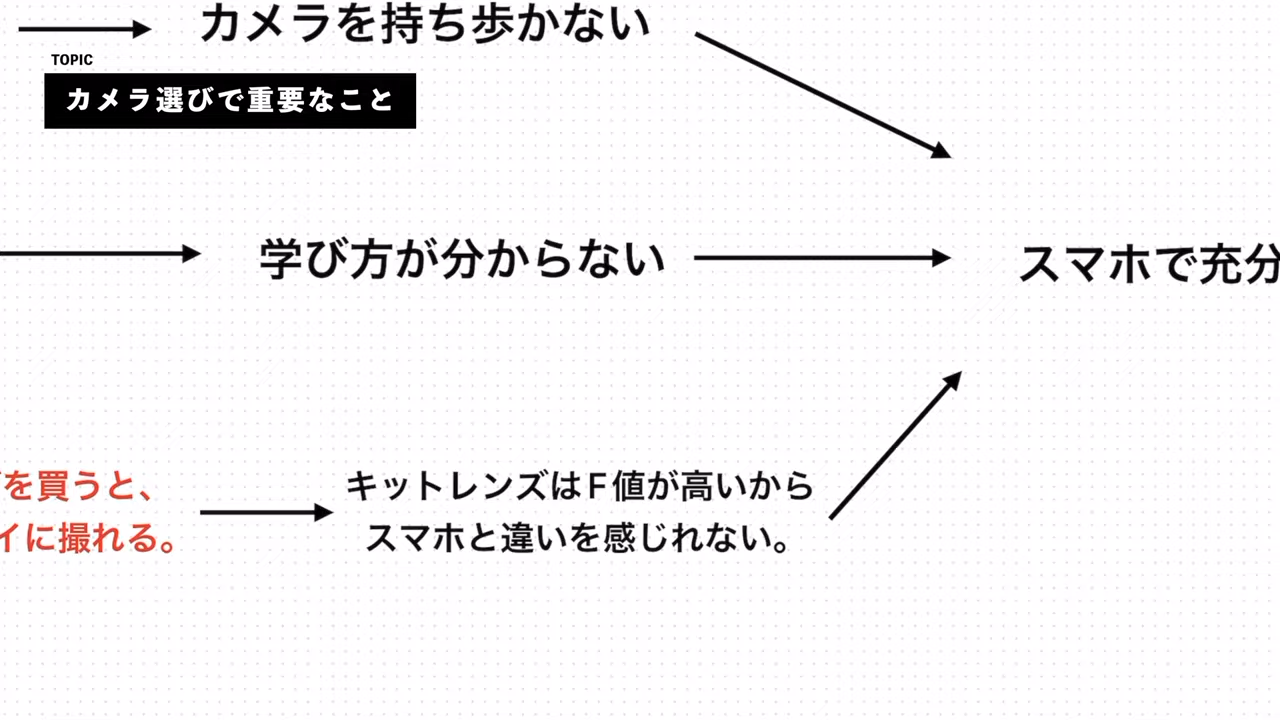 カメラを持ち歩かない
TOPIC
カメラ選びで重要なこと
学び方が分からない
スマホで充分
を買うと、
イに撮れる。
キットレンズはF値が高いから
スマホと違いを感じれない。